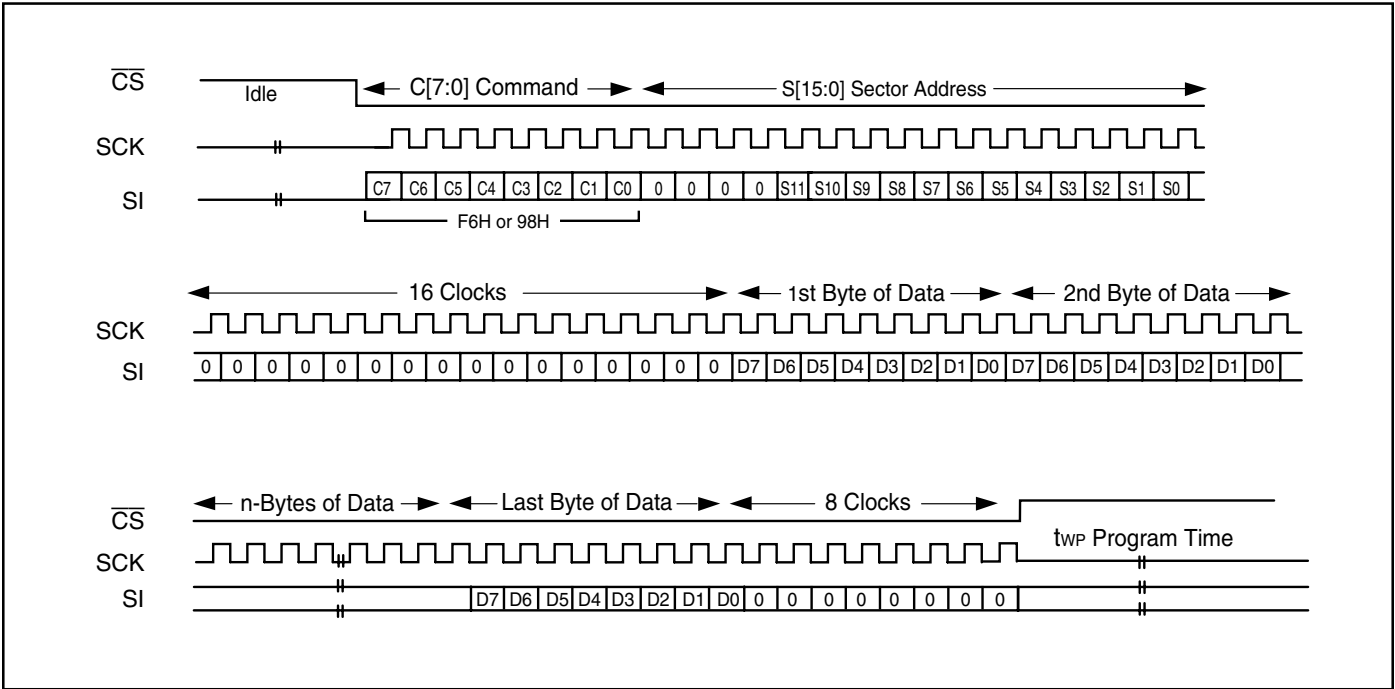 CS
Idle
C[7:0] Command
S[15:0] Sector Address
SCK
SI
C7 C6 C5 C4 C3 C2 C1 C0 0 0 0 0 S11 S10 S9 S8 S7 S6 S5 S4 S3 S2 S1 S0
F6H or 98H
16 Clocks
1st Byte of Data
2nd Byte of Data
SCK
SI
0 0 0 0 0 0 0 0 0 0 0 0 0 0 0 0 D7 D6 D5 D4 D3 D2 D1 D0 D7 D6 D5 D4 D3 D2 D1 D0
n-Bytes of Data
Last Byte of Data
8 Clocks
CS
tWP Program Time
SCK
SI
D7 D6 D5 D4 D3 D2 D1 D0 0 0 0 0 0 0 0 0